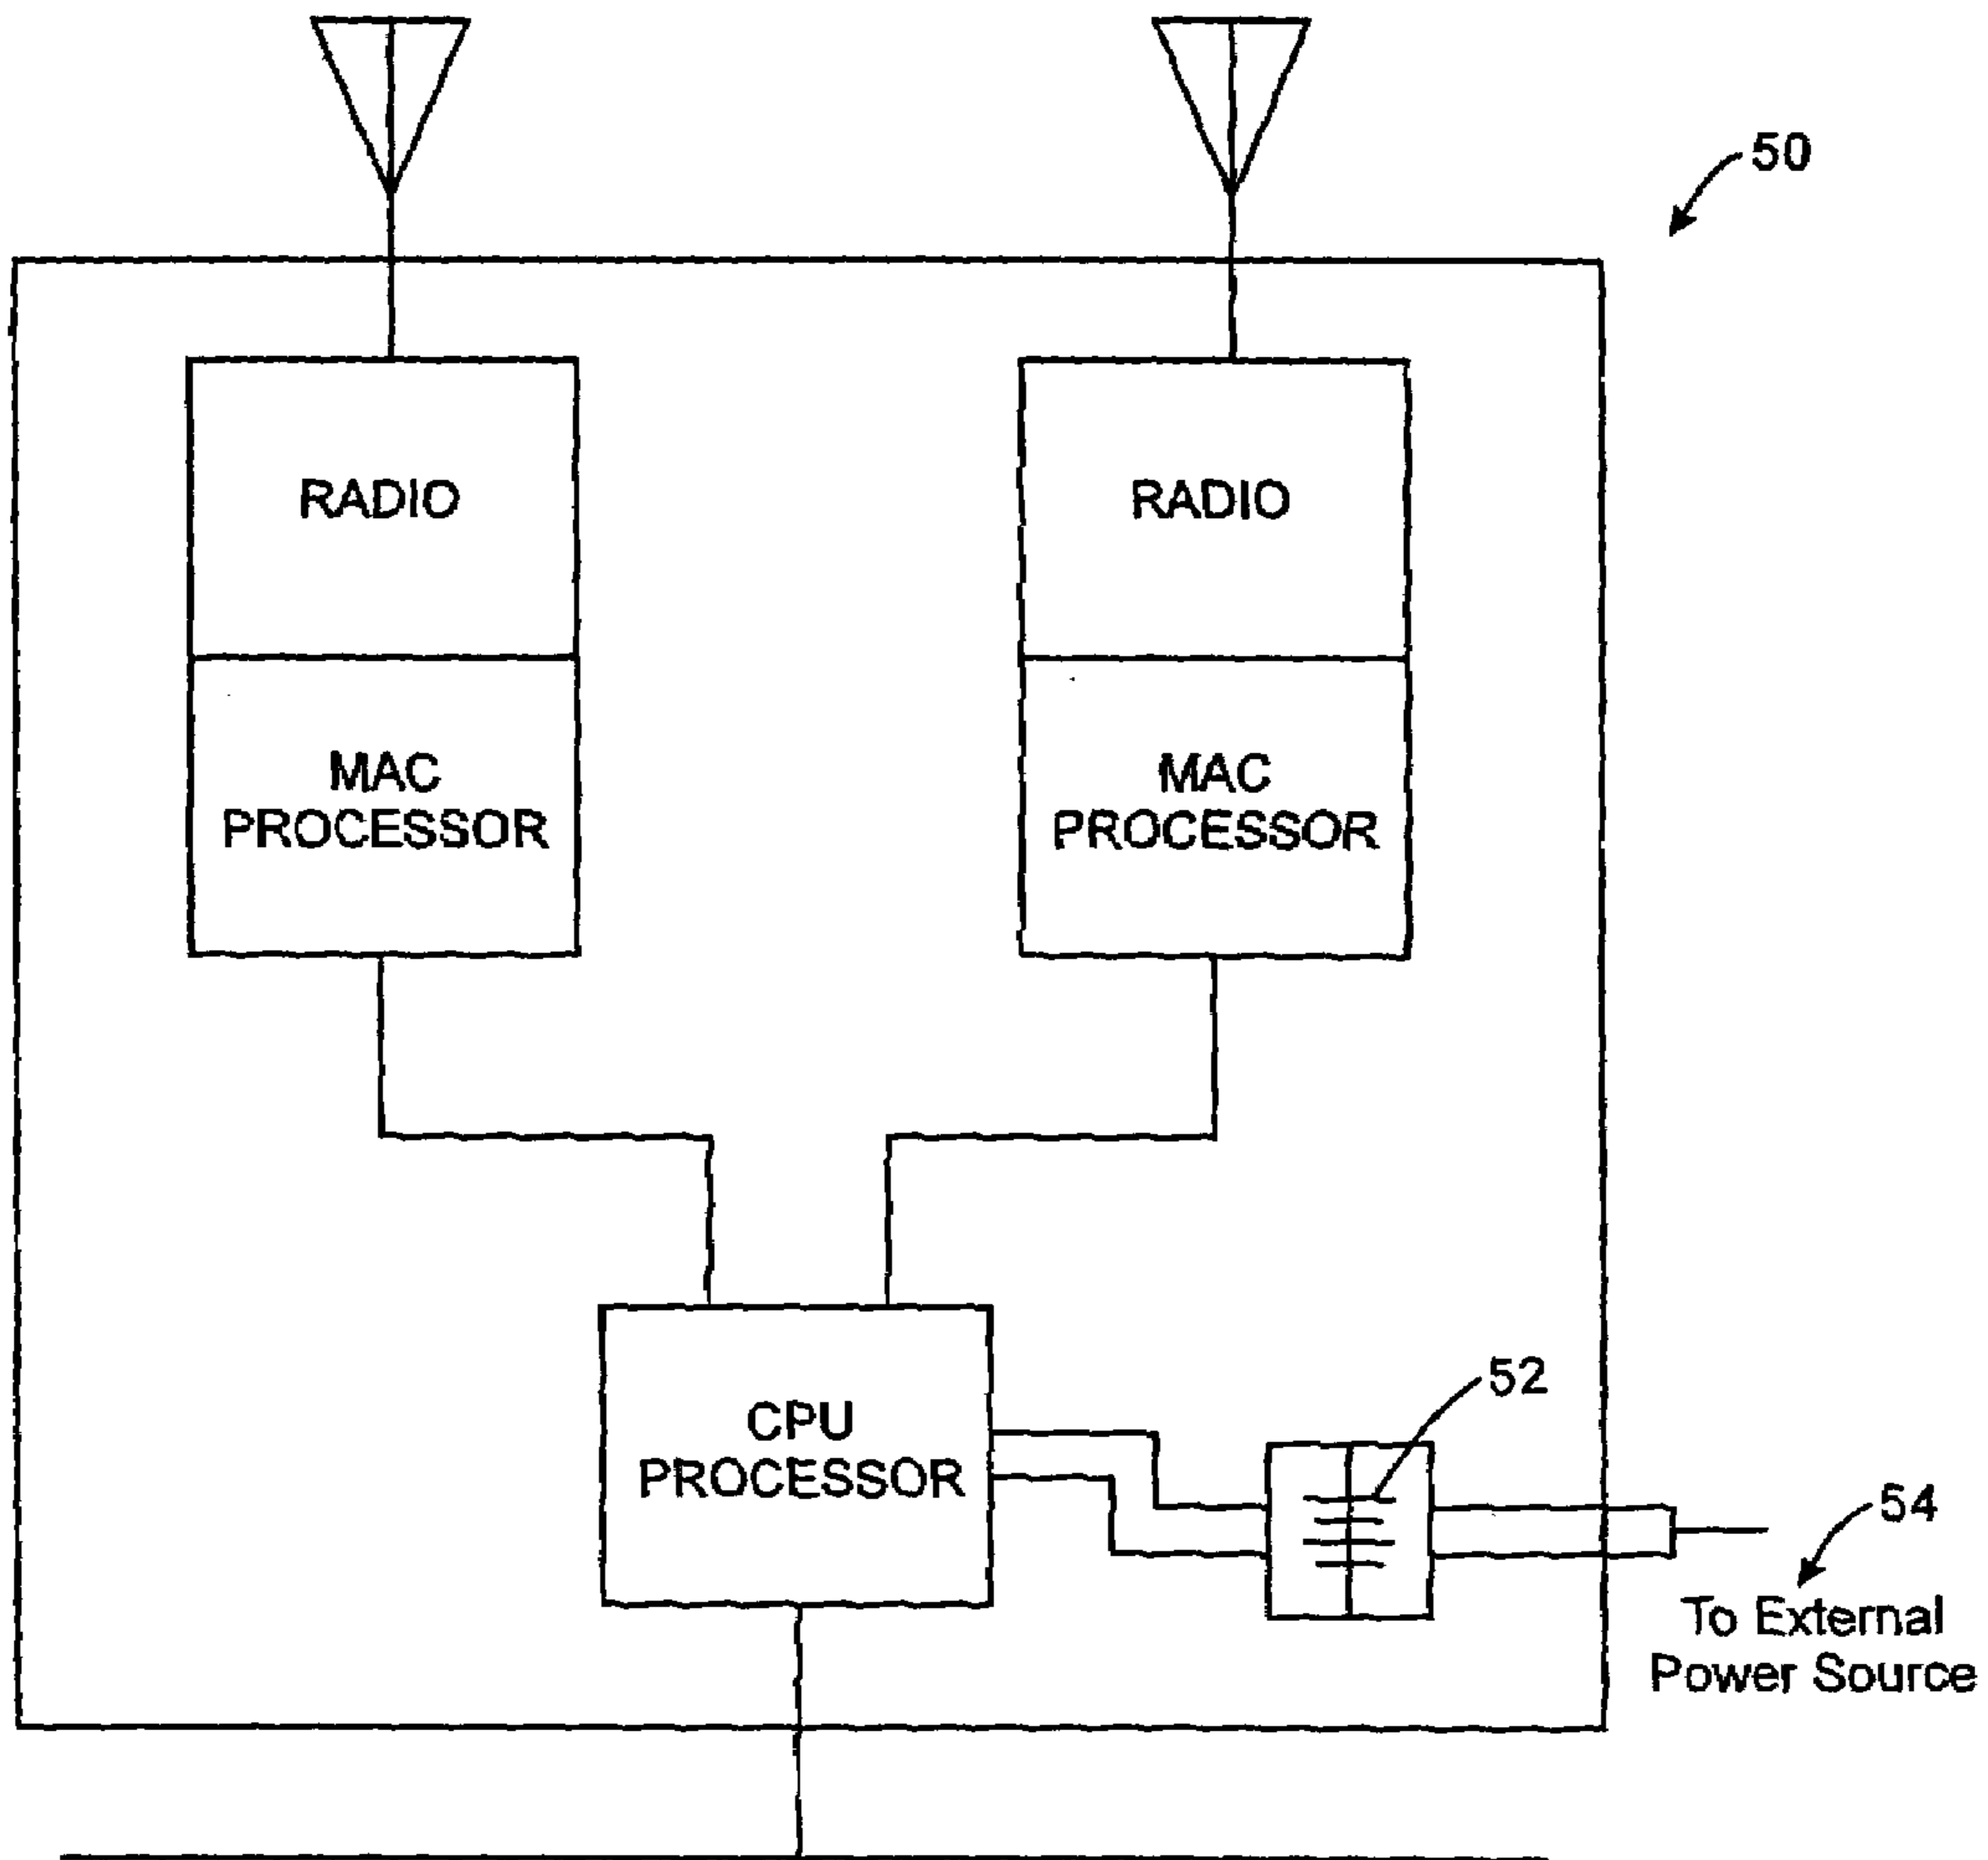 50
RADIO
RADIO
MAC
PROCESSOR
MAC
PROCESSOR
CPU
PROCESSOR
52
54
To External
Power Source